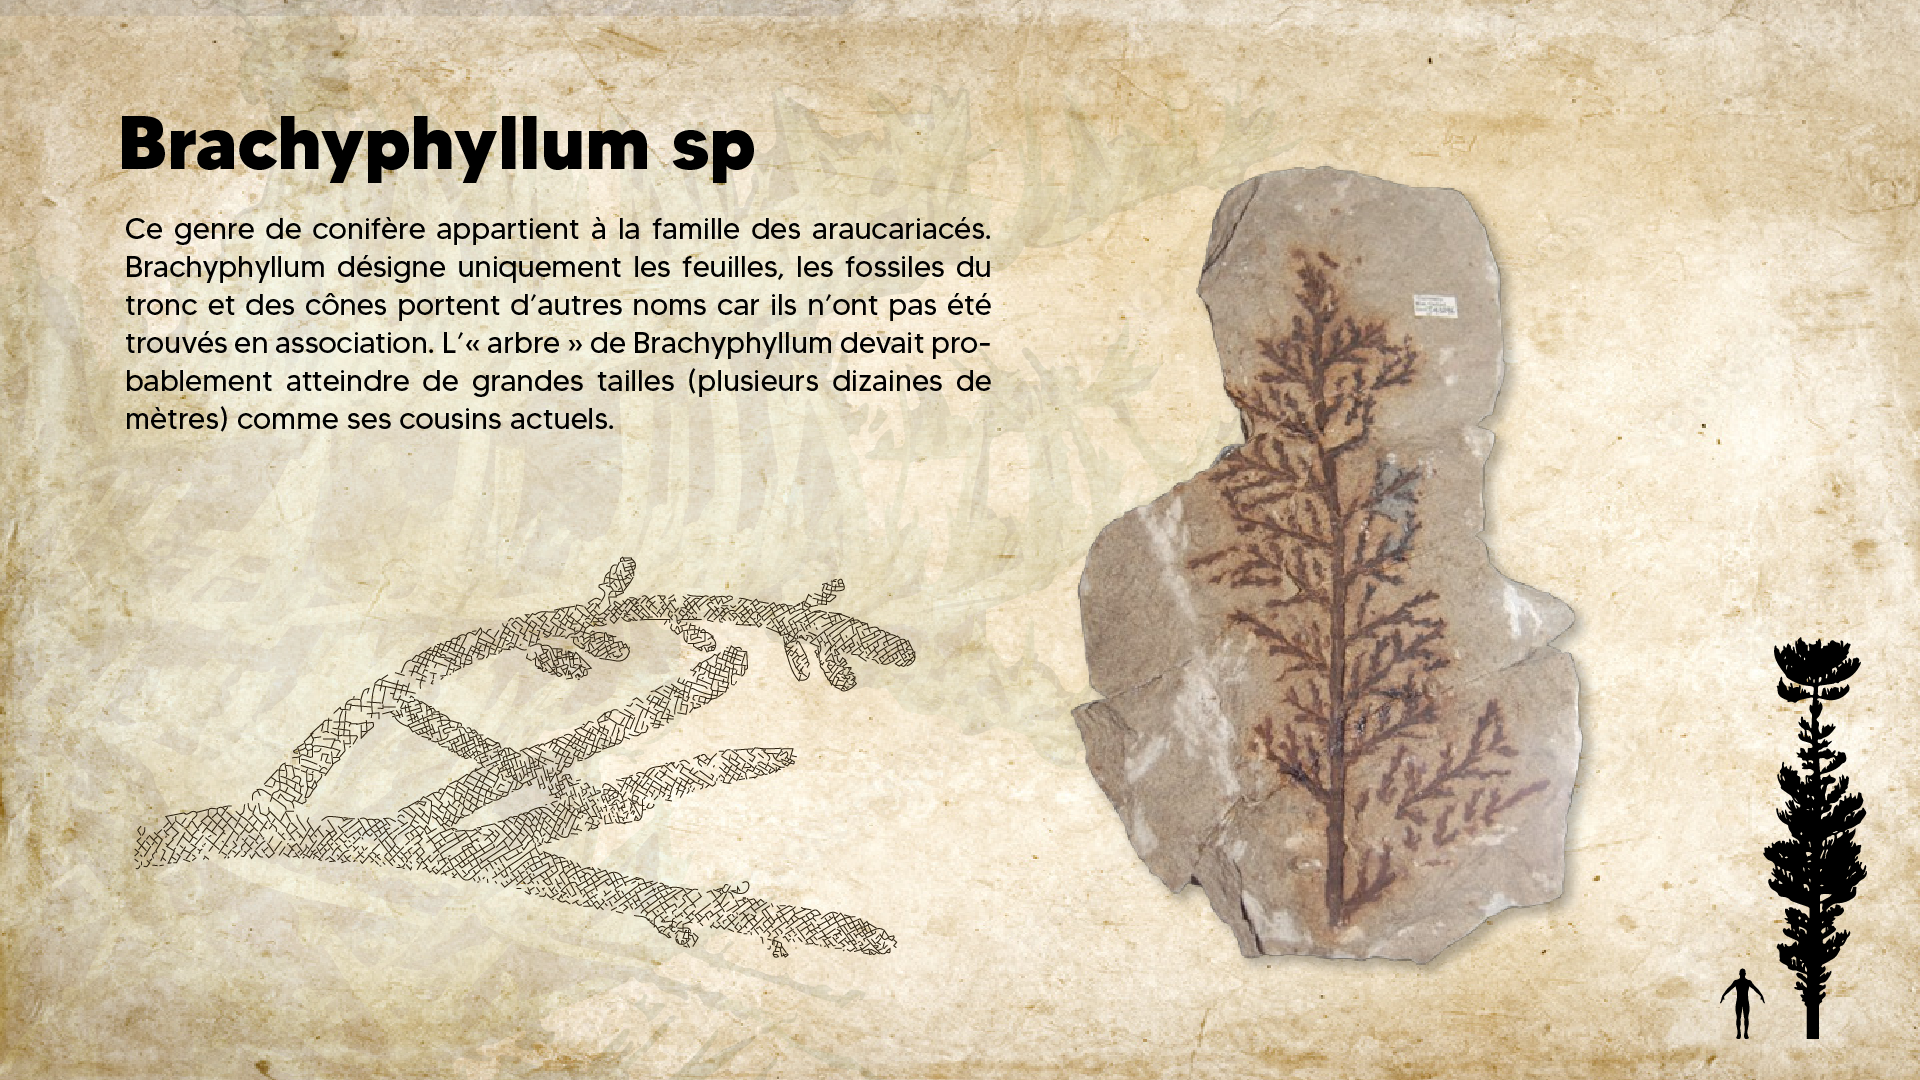 Brachyphyllum sp
Ce genre de conifère appartient à la famille des araucariacés.
Brachyphyllum désigne uniquement les feuilles, les fossiles du
tronc et des cônes portent d’autres noms car ils n’ont pas été
trouvés en association. L’« arbre » de Brachyphyllum devait pro-
bablement atteindre de grandes tailles (plusieurs dizaines de
mètres) comme ses cousins actuels.